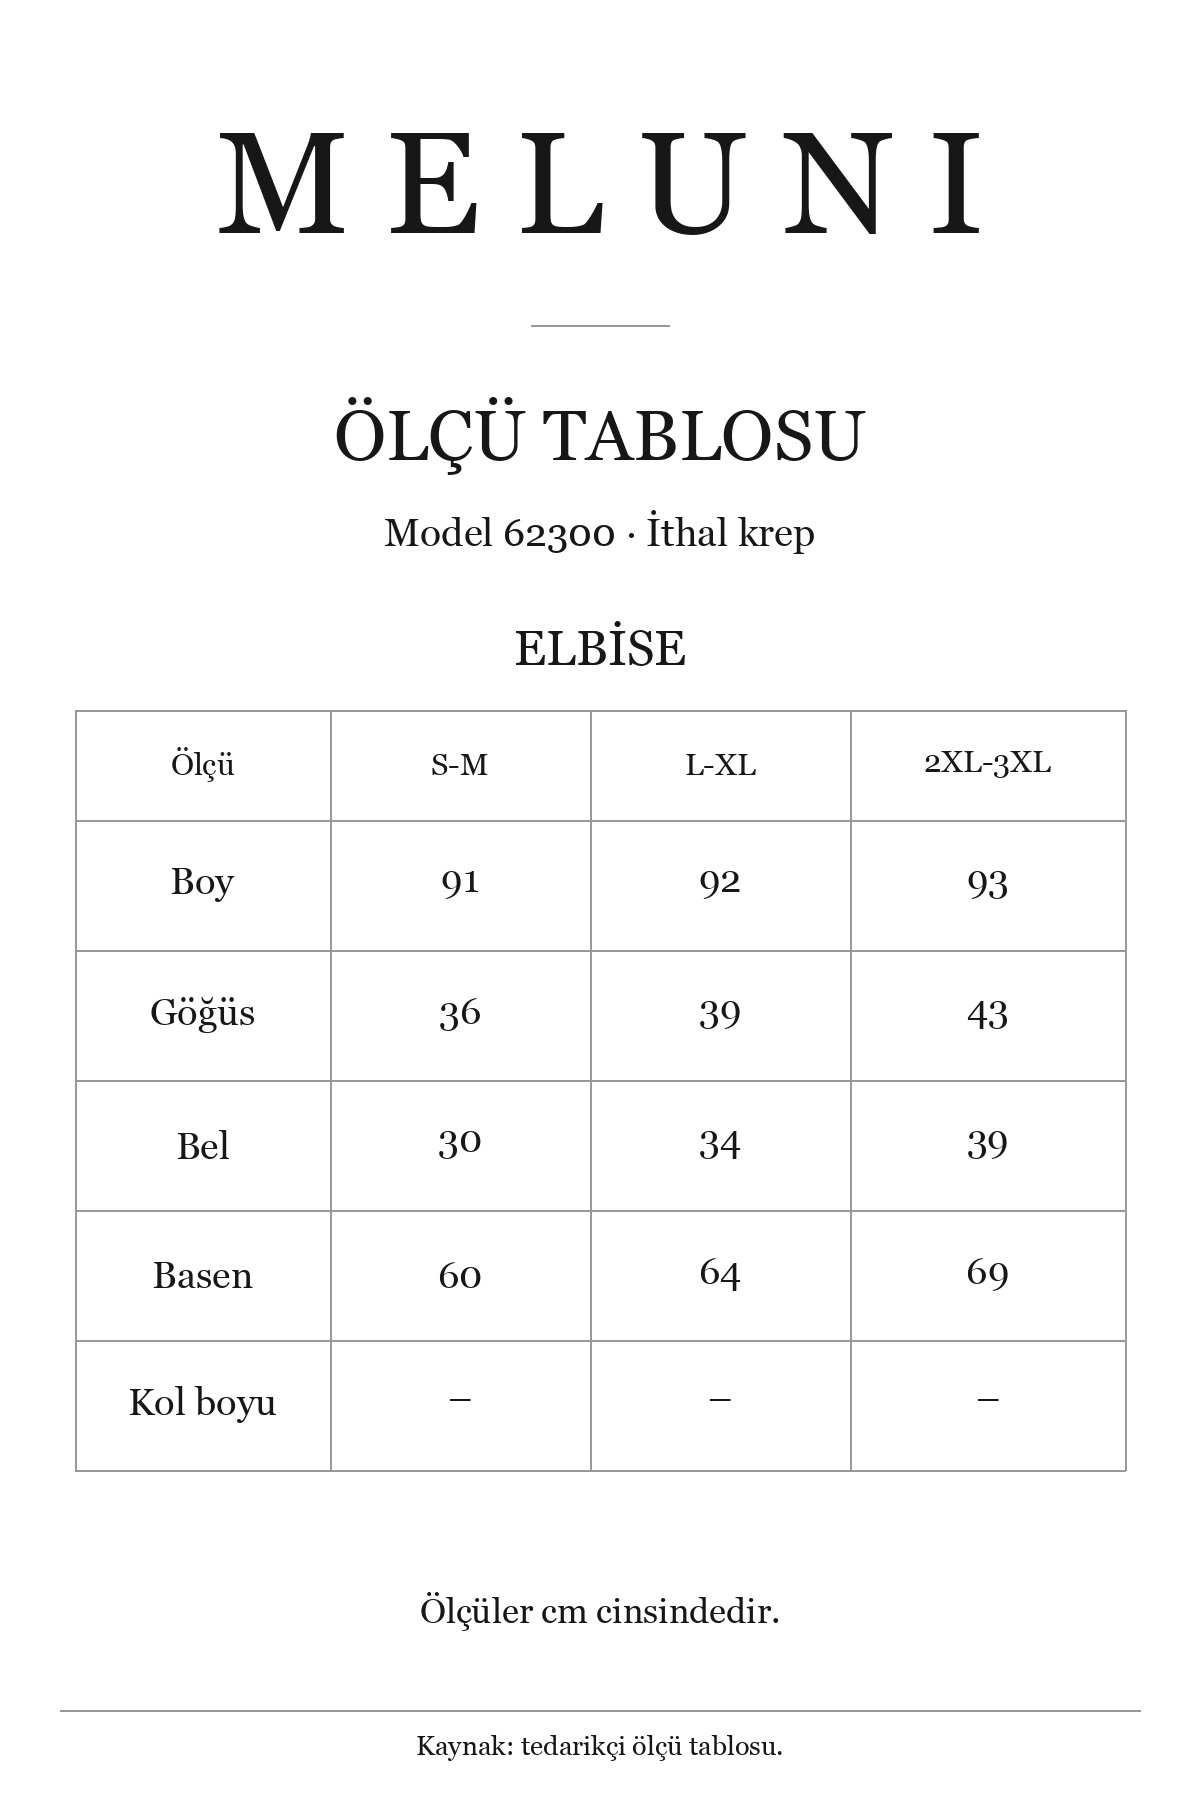 MELUNI
ÖLÇÜ TABLOSU
Model 62300 · İthal krep
ELBİSE
Ölçü S-M L-XL 2XL-3XL
Boy 91 92 93
Göğüs 36 39 43
Bel 30 34 39
Basen 60 64 69
Kol boyu – – –
Ölçüler cm cinsindedir.
Kaynak: tedarikçi ölçü tablosu.